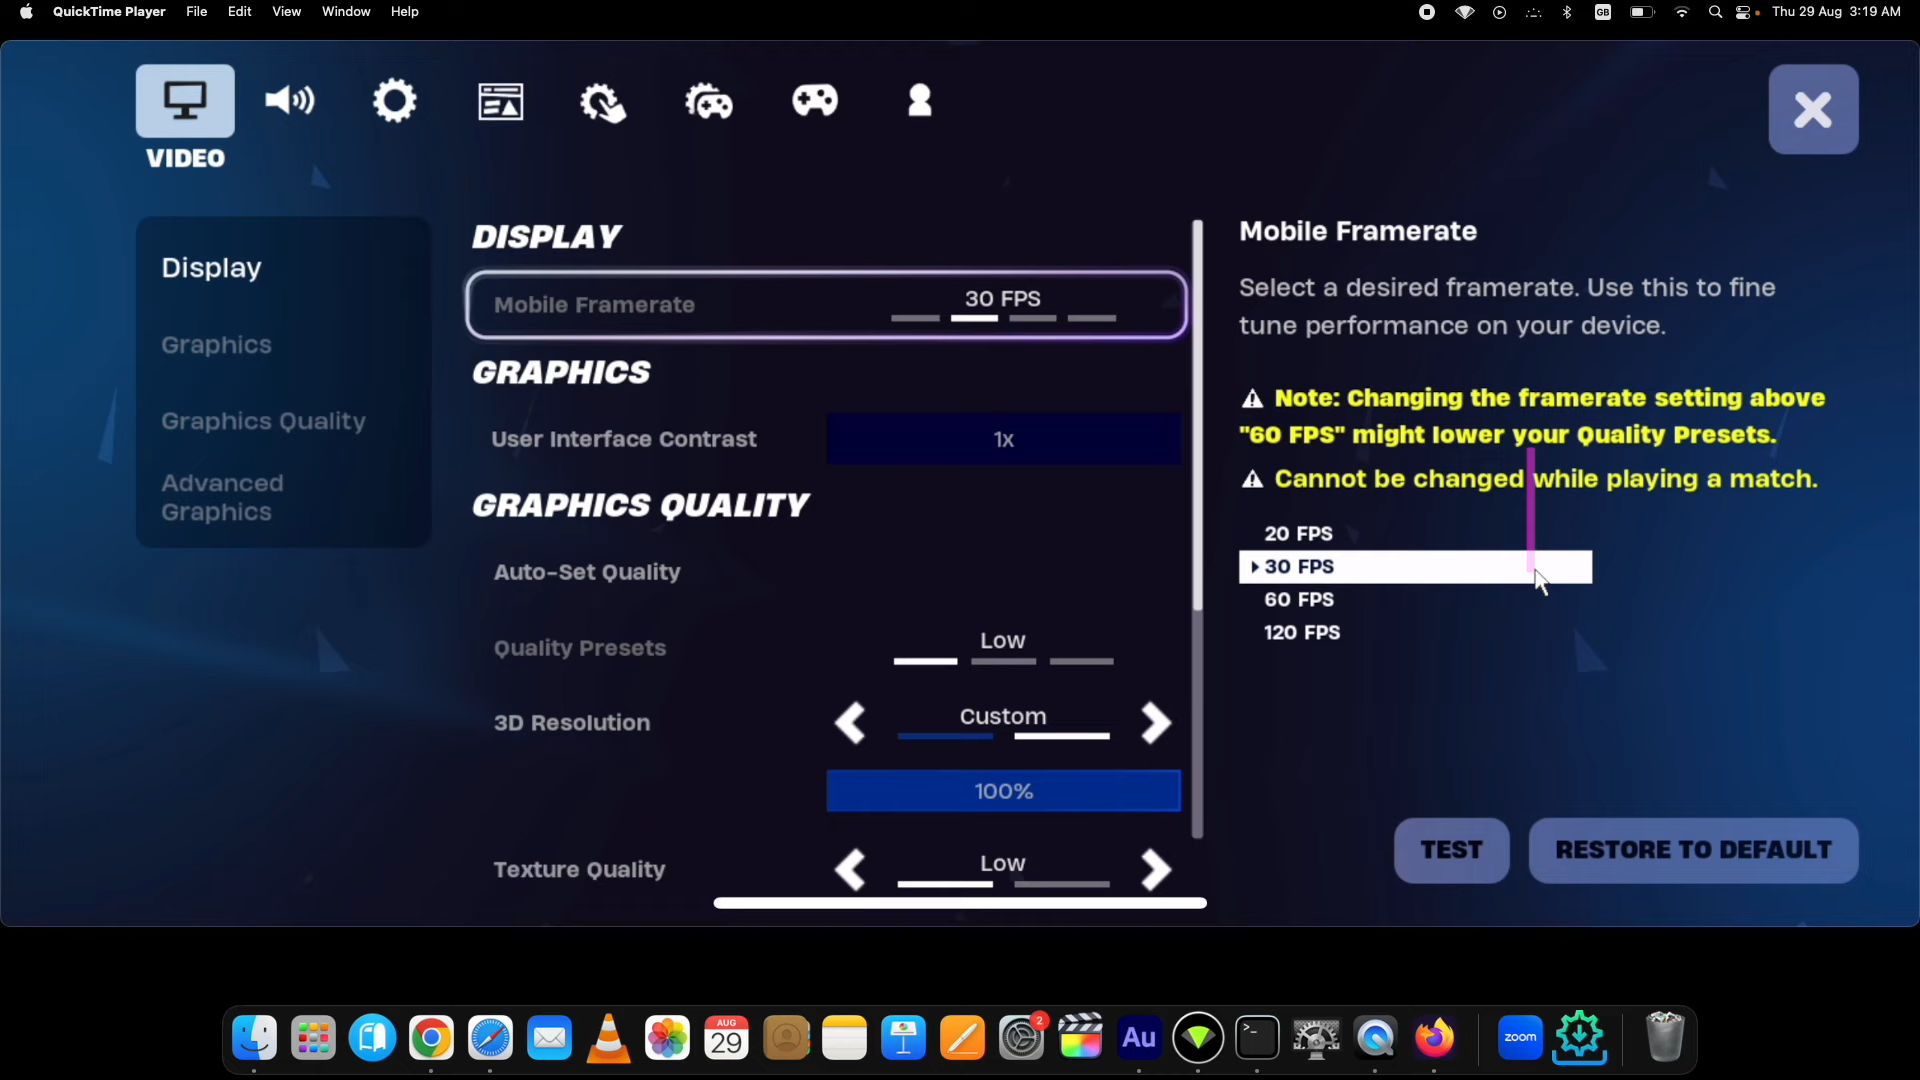 QuickTime Player File Edit View Window Help GB Thu 29 Aug 3:19 AM
VIDEO
Display
Graphics
Graphics Quality
Advanced
Graphics
DISPLAY
Mobile Framerate 30 FPS
GRAPHICS
User Interface Contrast 1x
GRAPHICS QUALITY
Auto-Set Quality
Quality Presets Low
3D Resolution Custom
100%
Texture Quality Low
Mobile Framerate
Select a desired framerate. Use this to fine
tune performance on your device.
Note: Changing the framerate setting above
"60 FPS" might lower your Quality Presets.
Cannot be changed while playing a match.
20 FPS
30 FPS
60 FPS
120 FPS
TEST RESTORE TO DEFAULT
AUG
29
2
Au
>_
zoom